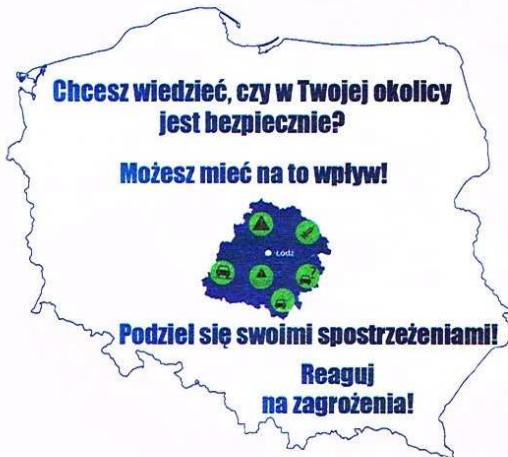 Chcesz wiedzieć, czy w Twojej okolicy
jest bezpiecznie?
Możesz mieć na to wpływ!
Łódź
Podziel się swoimi spostrzeżeniami!
Reaguj
na zagrożenia!